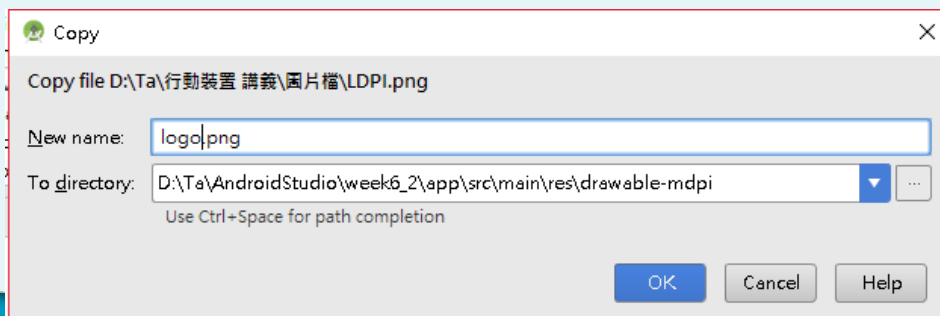 Copy
Copy file D:\Ta\行動裝置 講義\圖片檔\LDPI.png
New name: logo.png
To directory: D:\Ta\AndroidStudio\week6_2\app\src\main\res\drawable-mdpi
Use Ctrl+Space for path completion
OK Cancel Help